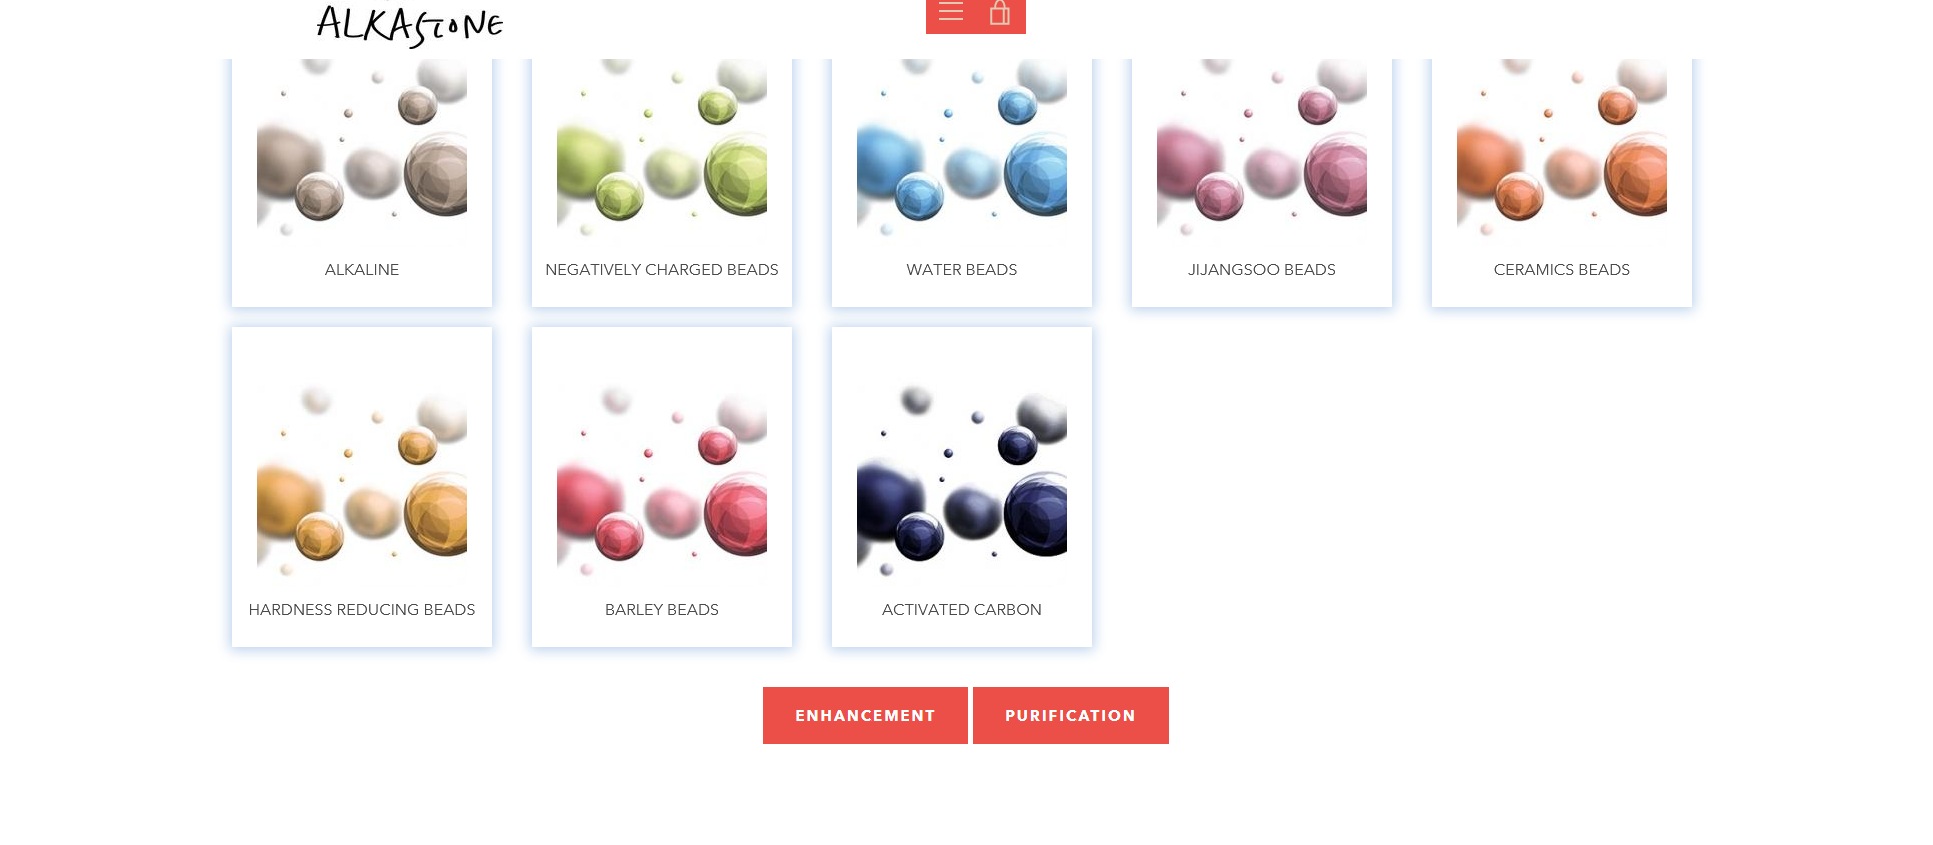 ALKASTONE
ALKALINE
NEGATIVELY CHARGED BEADS
WATER BEADS
JIJANGSOO BEADS
CERAMICS BEADS
HARDNESS REDUCING BEADS
BARLEY BEADS
ACTIVATED CARBON
ENHANCEMENT
PURIFICATION